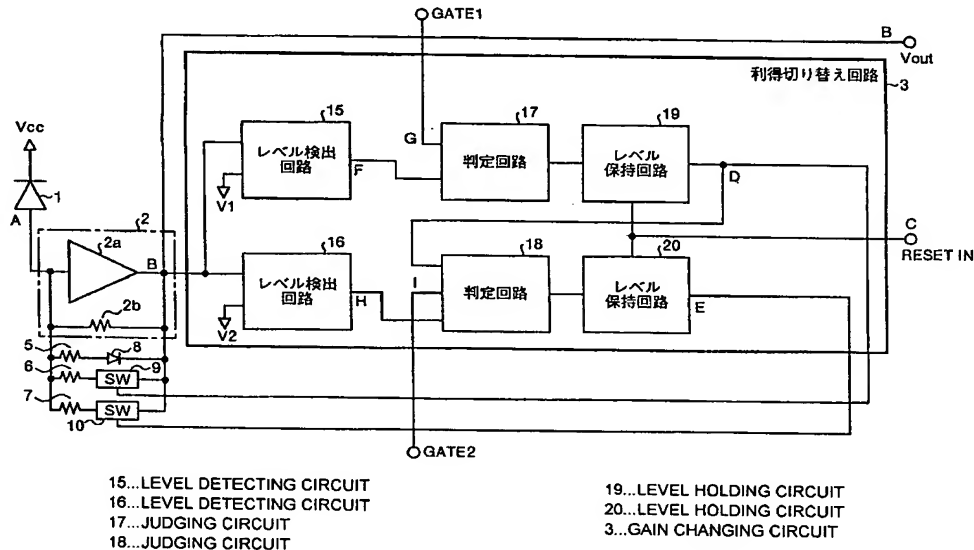 GATE1
B
Vout
利得切り替え回路
3
Vcc
1
A
2
2a
B
2b
15
レベル検出
回路
F
V1
G
17
判定回路
19
レベル
保持回路
D
16
レベル検出
回路
H
V2
I
18
判定回路
20
レベル
保持回路
E
C
RESET IN
5
8
6
SW
9
7
SW
10
GATE2
15...LEVEL DETECTING CIRCUIT
16...LEVEL DETECTING CIRCUIT
17...JUDGING CIRCUIT
18...JUDGING CIRCUIT
19...LEVEL HOLDING CIRCUIT
20...LEVEL HOLDING CIRCUIT
3...GAIN CHANGING CIRCUIT